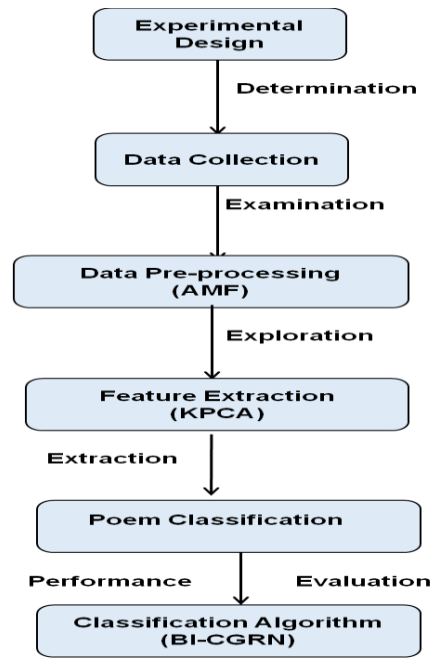 Experimental
Design
Determination
Data Collection
Examination
Data Pre-processing
(AMF)
Exploration
Feature Extraction
(KPCA)
Extraction
Poem Classification
Performance Evaluation
Classification Algorithm
(BI-CGRN)